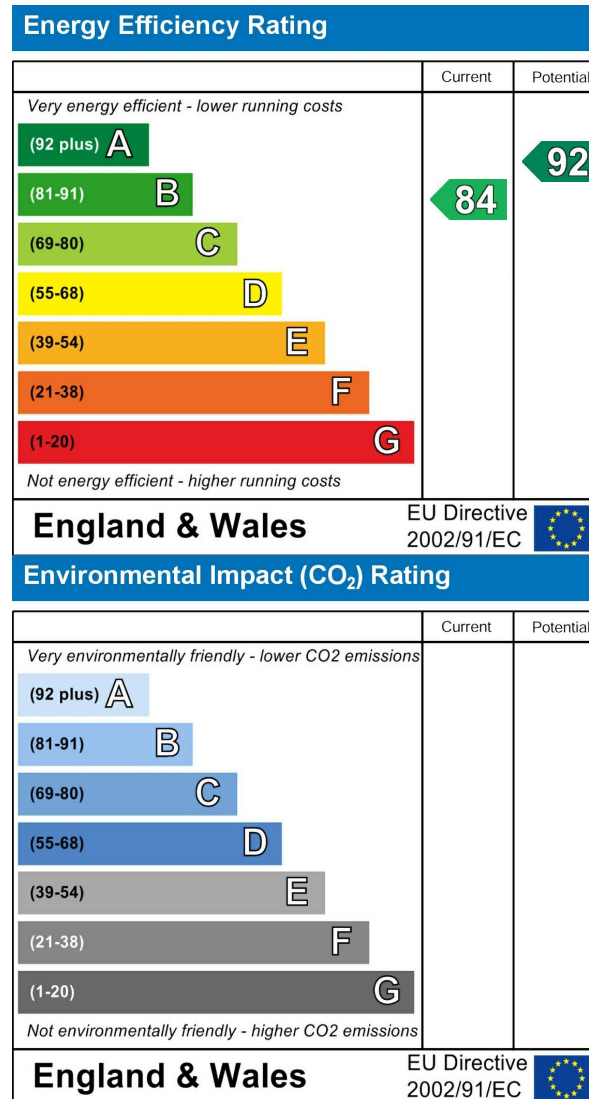 Energy Efficiency Rating
Current Potential
Very energy efficient - lower running costs
(92 plus) A
(81-91) B
(69-80) C
(55-68) D
(39-54) E
(21-38) F
(1-20) G
84
92
Not energy efficient - higher running costs
England & Wales
EU Directive
2002/91/EC
Environmental Impact (CO₂) Rating
Current Potential
Very environmentally friendly - lower CO2 emissions
(92 plus) A
(81-91) B
(69-80) C
(55-68) D
(39-54) E
(21-38) F
(1-20) G
Not environmentally friendly - higher CO2 emissions
England & Wales
EU Directive
2002/91/EC